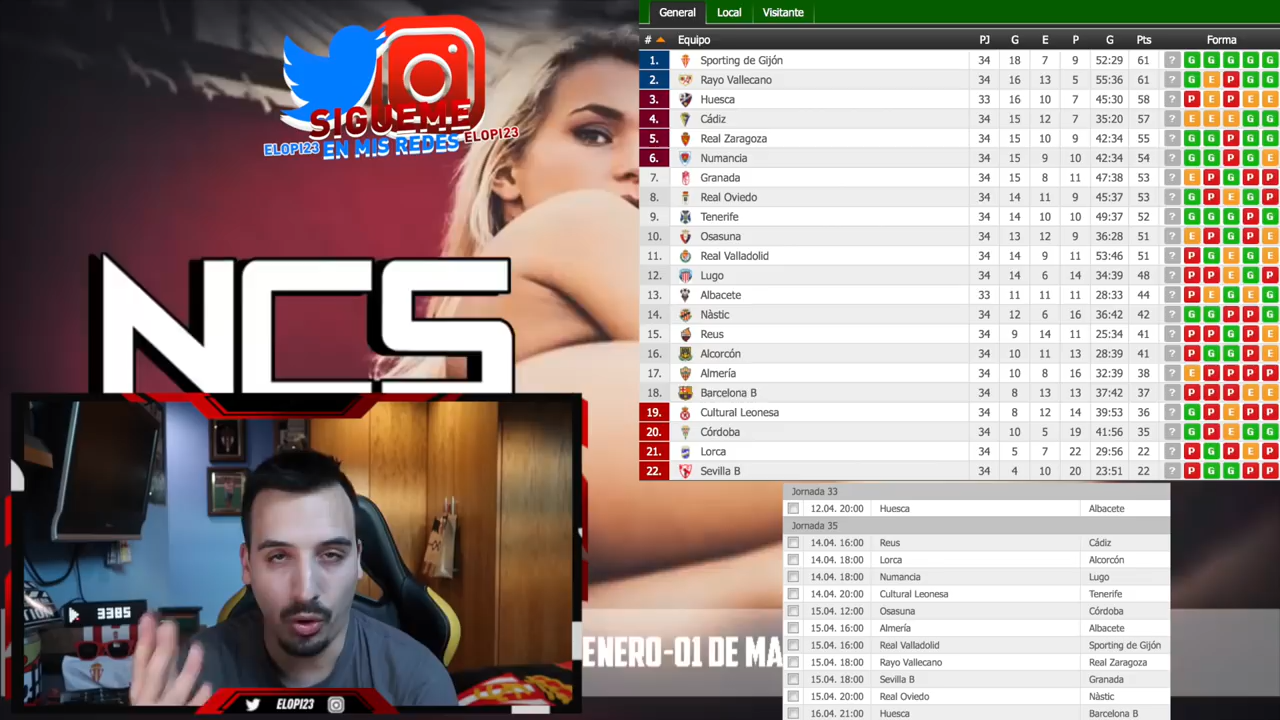 SIGUEME
ELOPI23 EN MIS REDES ELOPI23
NCS
3385
ELOPI23
ENERO-01 DE MA
General Local Visitante
# Equipo PJ G E P G Pts Forma
1. Sporting de Gijón 34 18 7 9 52:29 61 ? G G G G G
2. Rayo Vallecano 34 16 13 5 55:36 61 ? G E P G G
3. Huesca 33 16 10 7 45:30 58 ? P E P E E
4. Cádiz 34 15 12 7 35:20 57 ? E E E G G
5. Real Zaragoza 34 15 10 9 42:34 55 ? G G P G G
6. Numancia 34 15 9 10 42:34 54 ? G G P G E
7. Granada 34 15 8 11 47:38 53 ? E P G P P
8. Real Oviedo 34 14 11 9 45:37 53 ? G P E G P
9. Tenerife 34 14 10 10 49:37 52 ? G G G P G
10. Osasuna 34 13 12 9 36:28 51 ? E P G P E
11. Real Valladolid 34 14 9 11 53:46 51 ? P G E G E
12. Lugo 34 14 6 14 34:39 48 ? P P E G P
13. Albacete 33 11 11 11 28:33 44 ? P E G E G
14. Nàstic 34 12 6 16 36:42 42 ? G G P P G
15. Reus 34 9 14 11 25:34 41 ? P P G P E
16. Alcorcón 34 10 11 13 28:39 41 ? P G G P E
17. Almería 34 10 8 16 32:39 38 ? E P P P P
18. Barcelona B 34 8 13 13 37:42 37 ? P P P E E
19. Cultural Leonesa 34 8 12 14 39:53 36 ? G P E P P
20. Córdoba 34 10 5 19 41:56 35 ? G P E G G
21. Lorca 34 5 7 22 29:56 22 ? P G P E P
22. Sevilla B 34 4 10 20 23:51 22 ? P G G P P
Jornada 33
12.04. 20:00 Huesca Albacete
Jornada 35
14.04. 16:00 Reus Cádiz
14.04. 18:00 Lorca Alcorcón
14.04. 18:00 Numancia Lugo
14.04. 20:00 Cultural Leonesa Tenerife
15.04. 12:00 Osasuna Córdoba
15.04. 16:00 Almería Albacete
15.04. 16:00 Real Valladolid Sporting de Gijón
15.04. 18:00 Rayo Vallecano Real Zaragoza
15.04. 18:00 Sevilla B Granada
15.04. 20:00 Real Oviedo Nàstic
16.04. 21:00 Huesca Barcelona B